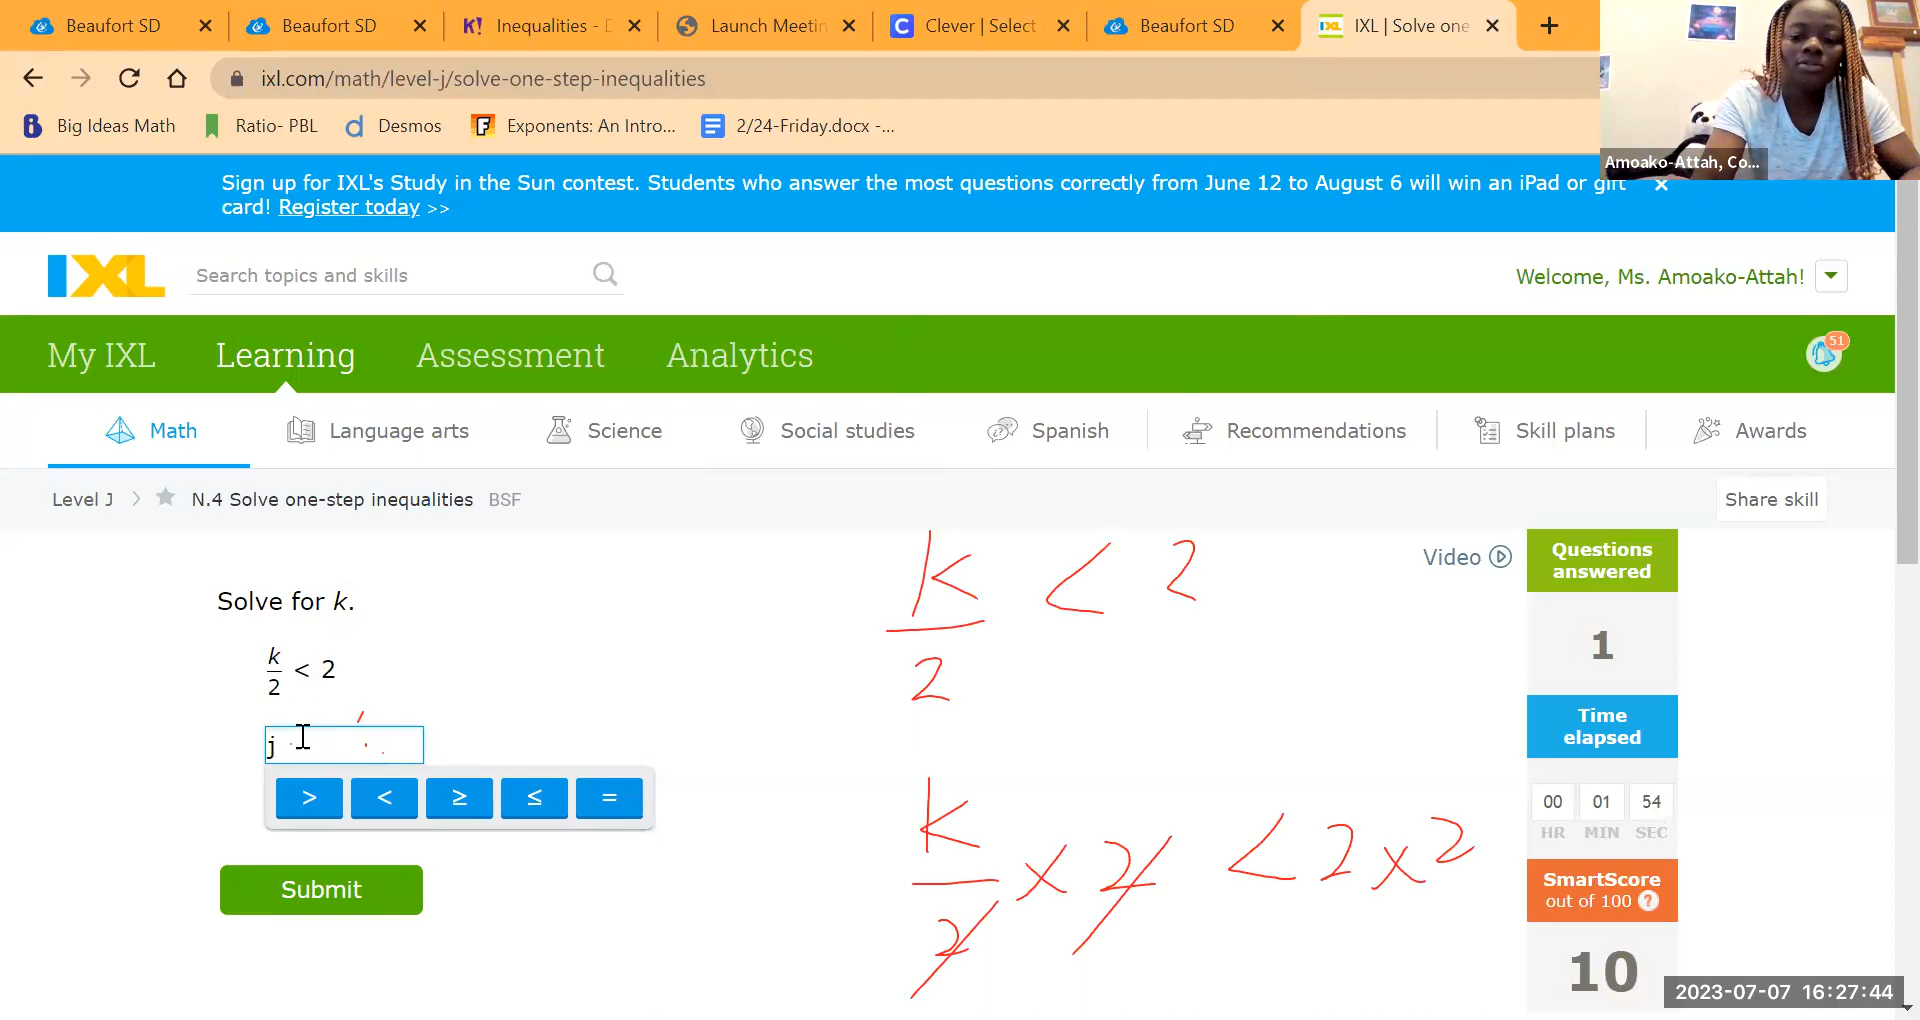 Beaufort SD
Beaufort SD
K! Inequalities - D
Launch Meetin
C Clever | Select
Beaufort SD
IXL IXL | Solve one
ixl.com/math/level-j/solve-one-step-inequalities
Big Ideas Math
Ratio- PBL
d Desmos
F Exponents: An Intro...
2/24-Friday.docx -...
Amoako-Attah, Co...
Sign up for IXL's Study in the Sun contest. Students who answer the most questions correctly from June 12 to August 6 will win an iPad or gift
card! Register today >>
IXL
Search topics and skills
Welcome, Ms. Amoako-Attah!
My IXL
Learning
Assessment
Analytics
51
Math
Language arts
Science
Social studies
Spanish
Recommendations
Skill plans
Awards
Level J > N.4 Solve one-step inequalities BSF
Share skill
Video
Solve for k.
k/2 < 2
j
> < ≥ ≤ =
Submit
k/2 < 2
k/2 x 2 < 2 x 2
Questions
answered
1
Time
elapsed
00 01 54
HR MIN SEC
SmartScore
out of 100 ?
10
2023-07-07 16:27:44